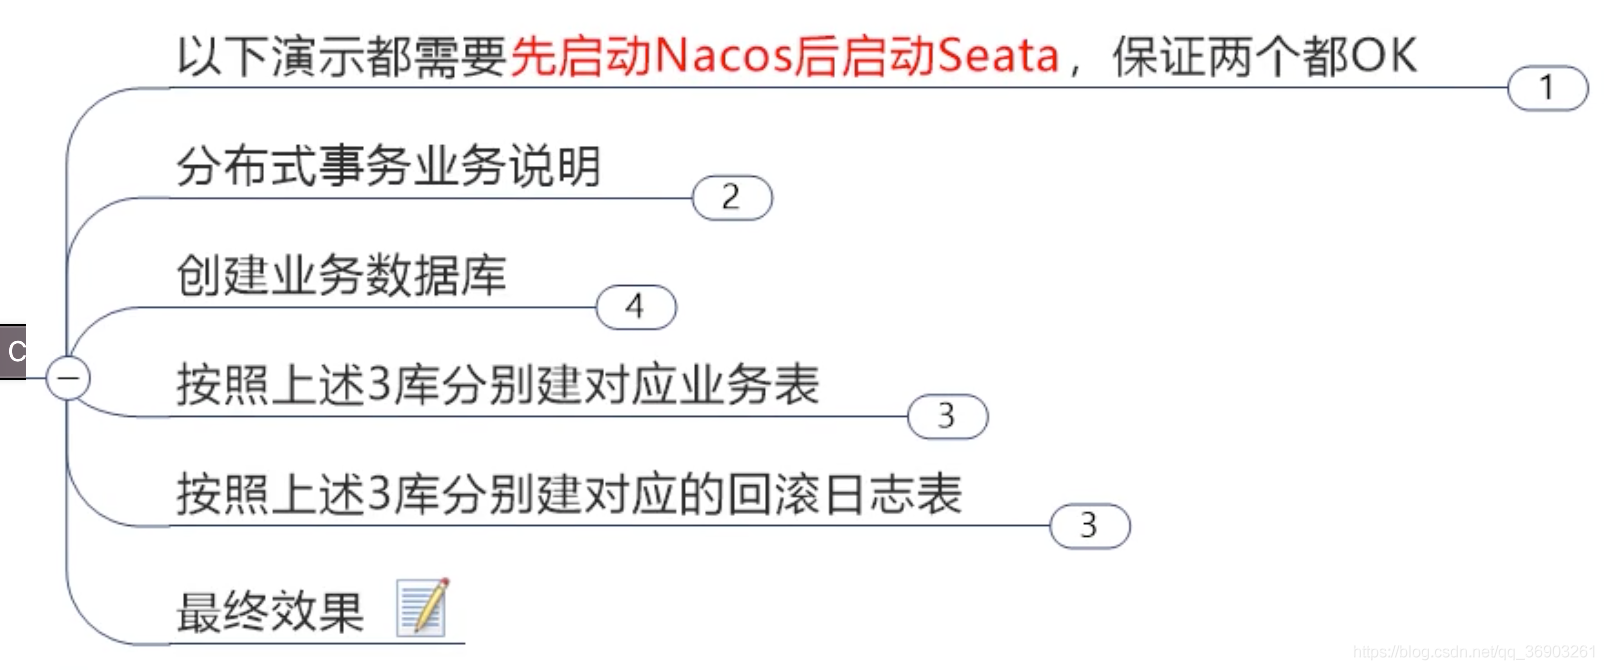 以下演示都需要先启动Nacos后启动Seata，保证两个都OK
1
分布式事务业务说明
2
创建业务数据库
4
C
按照上述3库分别建对应业务表
3
按照上述3库分别建对应的回滚日志表
3
最终效果
https://blog.csdn.net/qq_36903261